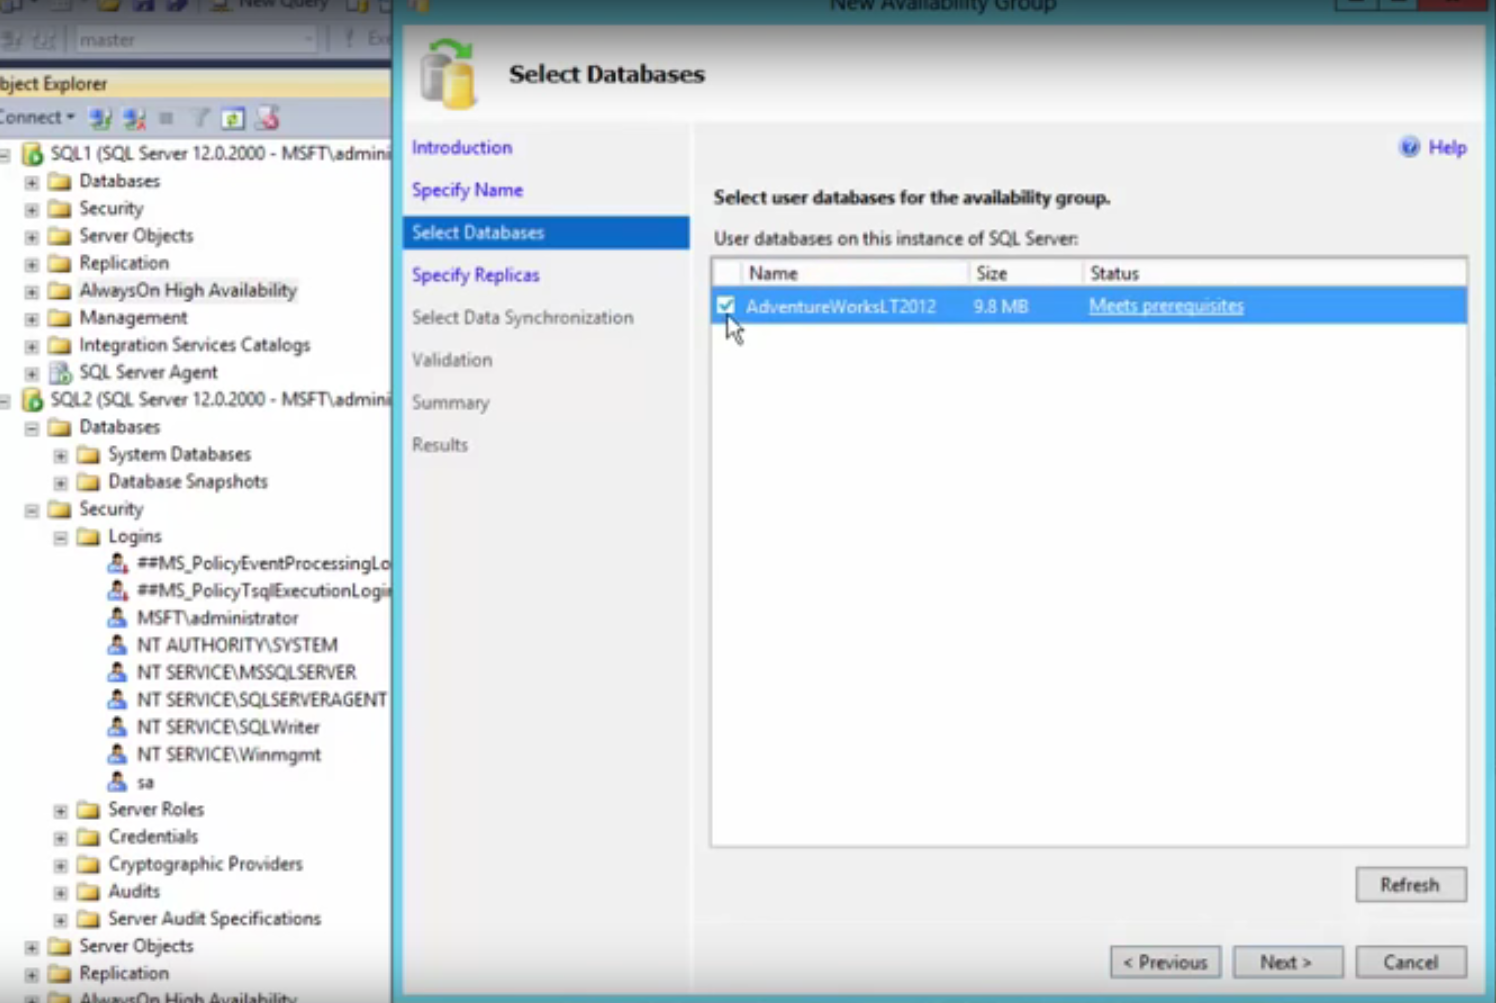 New Query
New Availability Group
master
Select Databases
bject Explorer
Connect
SQL1 (SQL Server 12.0.2000 - MSFT\admini
Databases
Security
Server Objects
Replication
AlwaysOn High Availability
Management
Integration Services Catalogs
SQL Server Agent
SQL2 (SQL Server 12.0.2000 - MSFT\admini
Databases
System Databases
Database Snapshots
Security
Logins
##MS_PolicyEventProcessingLo
##MS_PolicyTsqlExecutionLogi
MSFT\administrator
NT AUTHORITY\SYSTEM
NT SERVICE\MSSQLSERVER
NT SERVICE\SQLSERVERAGENT
NT SERVICE\SQLWriter
NT SERVICE\Winmgmt
sa
Server Roles
Credentials
Cryptographic Providers
Audits
Server Audit Specifications
Server Objects
Replication
AlwaysOn High Availability
Introduction
Specify Name
Select Databases
Specify Replicas
Select Data Synchronization
Validation
Summary
Results
Help
Select user databases for the availability group.
User databases on this instance of SQL Server:
Name Size Status
AdventureWorksLT2012 9.8 MB Meets prerequisites
Refresh
< Previous Next > Cancel